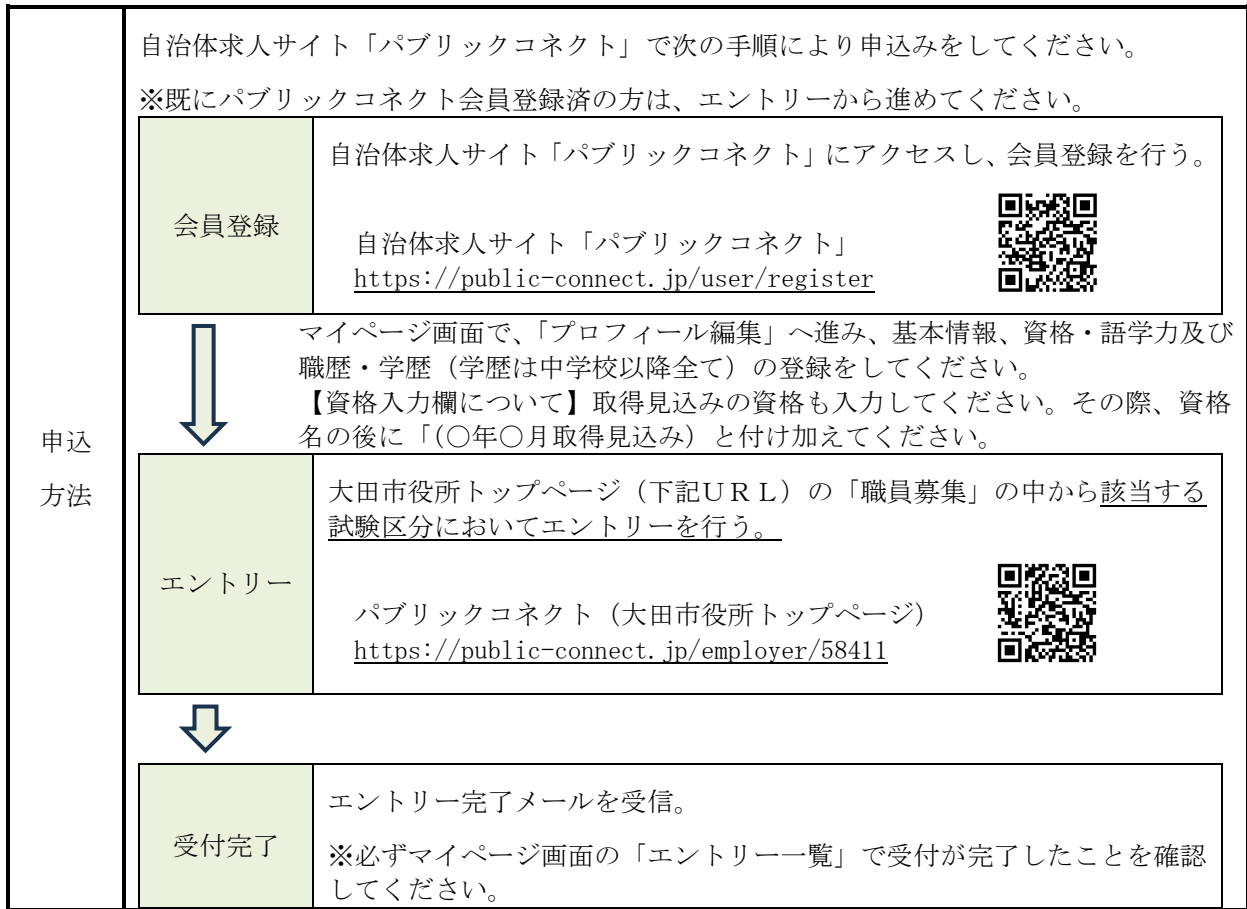 自治体求人サイト「パブリックコネクト」で次の手順により申込みをしてください。
※既にパブリックコネクト会員登録済の方は、エントリーから進めてください。
会員登録
自治体求人サイト「パブリックコネクト」にアクセスし、会員登録を行う。
自治体求人サイト「パブリックコネクト」
https://public-connect.jp/user/register
マイページ画面で、「プロフィール編集」へ進み、基本情報、資格・語学力及び
職歴・学歴（学歴は中学校以降全て）の登録をしてください。
【資格入力欄について】取得見込みの資格も入力してください。その際、資格
名の後に「（○年○月取得見込み）と付け加えてください。
申込
方法
エントリー
大田市役所トップページ（下記ＵＲＬ）の「職員募集」の中から該当する
試験区分においてエントリーを行う。
パブリックコネクト（大田市役所トップページ）
https://public-connect.jp/employer/58411
受付完了
エントリー完了メールを受信。
※必ずマイページ画面の「エントリー一覧」で受付が完了したことを確認
してください。